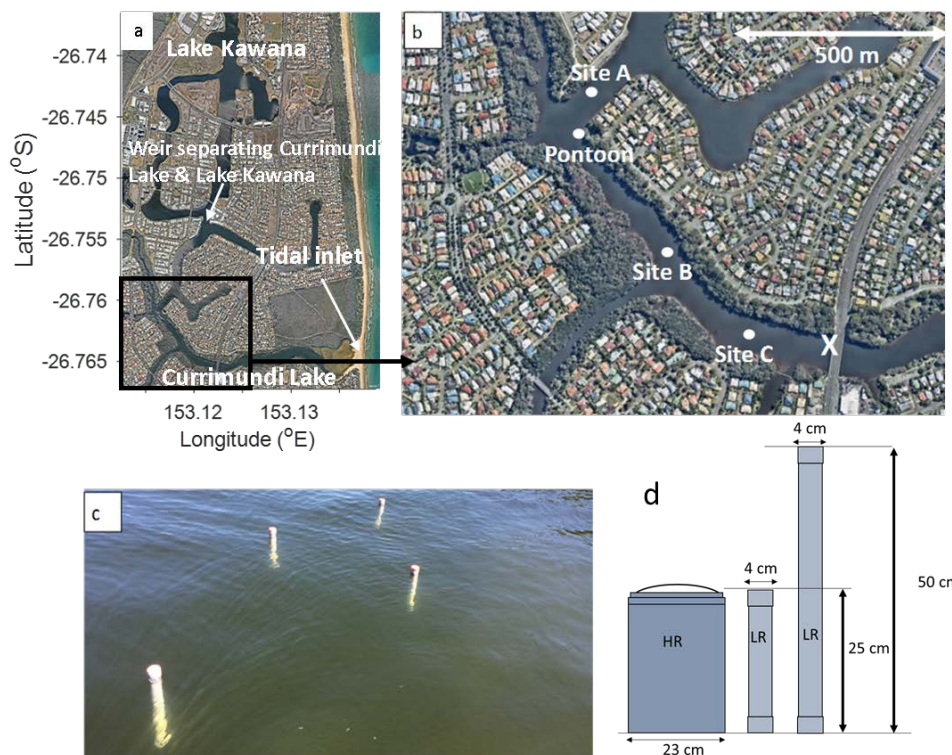 a
Lake Kawana
Weir separating Currimundi
Lake & Lake Kawana
Tidal inlet
Currimundi Lake
-26.74
-26.745
-26.75
-26.755
-26.76
-26.765
Latitude (°S)
153.12 153.13
Longitude (°E)
b
500 m
Site A
Pontoon
Site B
Site C
X
c
d
4 cm
4 cm
HR
LR
LR
25 cm
50 cm
23 cm